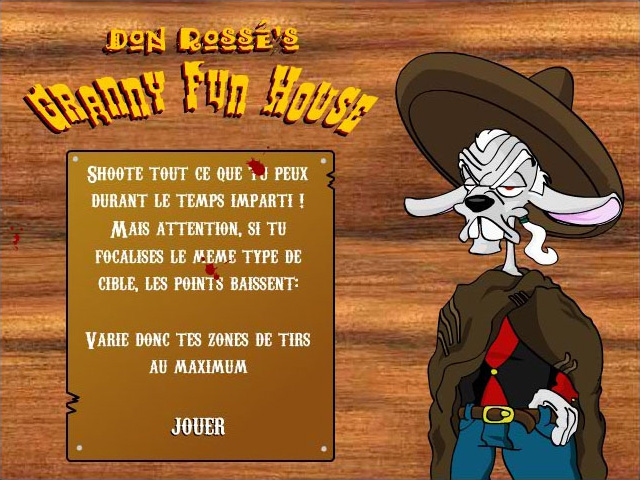 Don Rossé's
Granny Fun House
Shoote tout ce que tu peux
durant le temps imparti !
Mais attention, si tu
focalises le meme type de
cible, les points baissent:
Varie donc tes zones de tirs
au maximum
JOUER